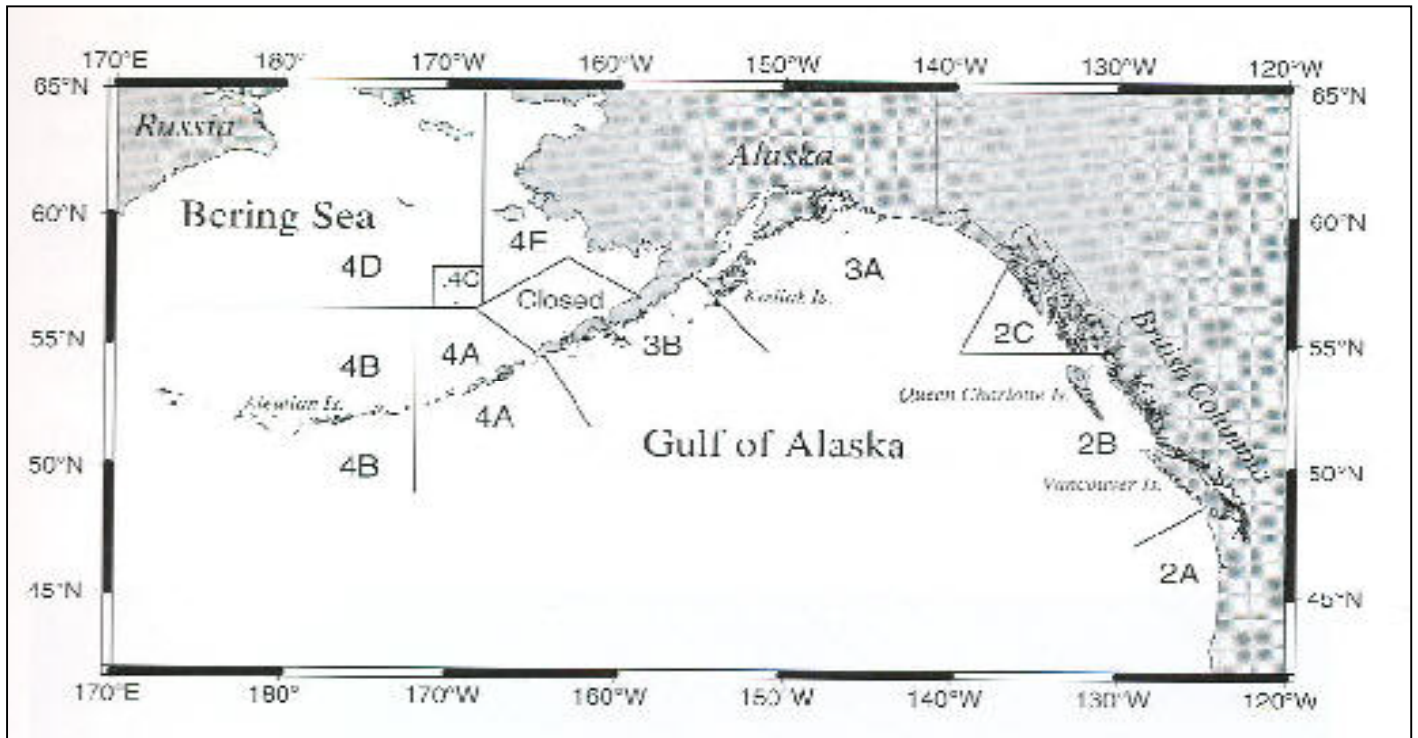 170°E 180° 170°W 160°W 150°W 140°W 130°W 120°W
65°N 65°N
Russia
Alaska
60°N 60°N
Bering Sea
4E
4D
4C
3A
Closed
Kodiak Is.
55°N 55°N
3B
2C
4B
4A
British Columbia
Aleutian Is.
Queen Charlotte Is.
4A
Gulf of Alaska
2B
50°N 50°N
4B
Vancouver Is.
2A
45°N 45°N
170°E 180° 170°W 160°W 150°W 140°W 130°W 120°W